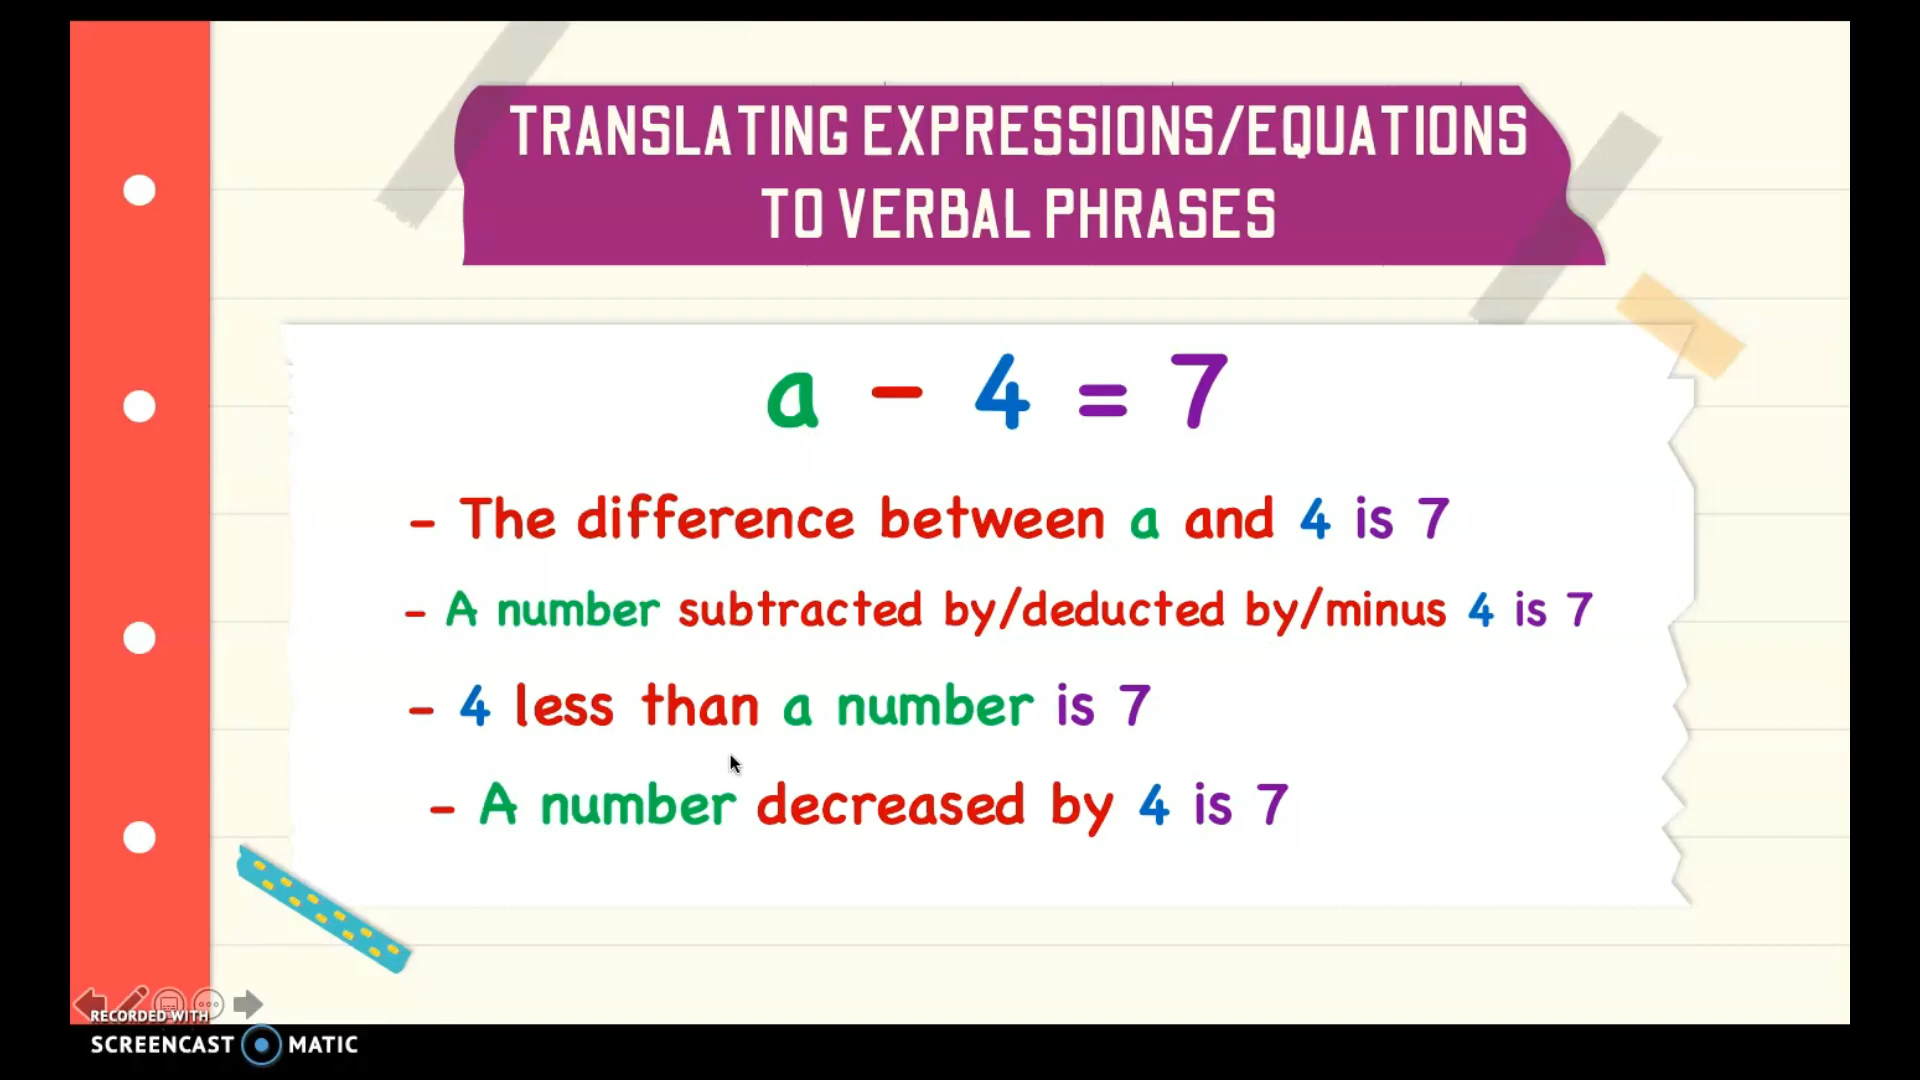 TRANSLATING EXPRESSIONS/EQUATIONS
TO VERBAL PHRASES
a - 4 = 7
- The difference between a and 4 is 7
- A number subtracted by/deducted by/minus 4 is 7
- 4 less than a number is 7
- A number decreased by 4 is 7
RECORDED WITH
SCREENCAST MATIC